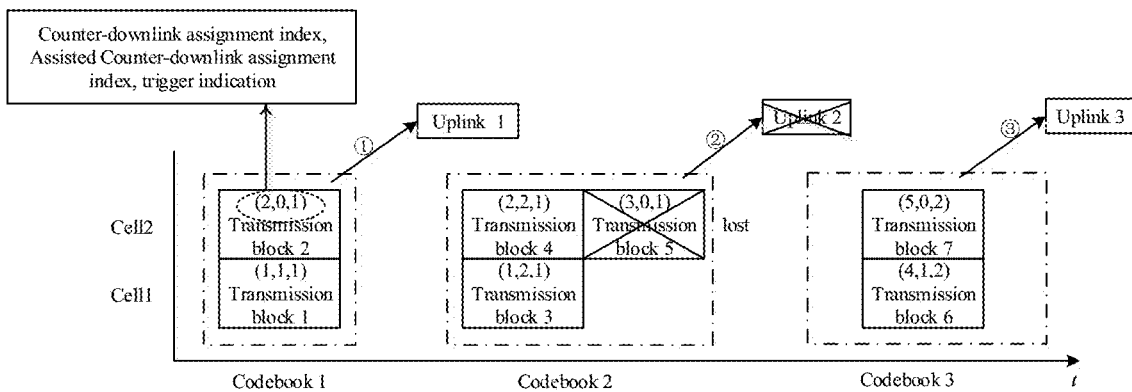 Counter-downlink assignment index,
Assisted Counter-downlink assignment
index, trigger indication
Uplink 1
Uplink 2
Uplink 3
①
②
③
Cell2
(2,0,1)
Transmission
block 2
(2,2,1)
Transmission
block 4
(3,0,1)
Transmission
block 5
lost
(5,0,2)
Transmission
block 7
Cell1
(1,1,1)
Transmission
block 1
(1,2,1)
Transmission
block 3
(4,1,2)
Transmission
block 6
Codebook 1
Codebook 2
Codebook 3
t